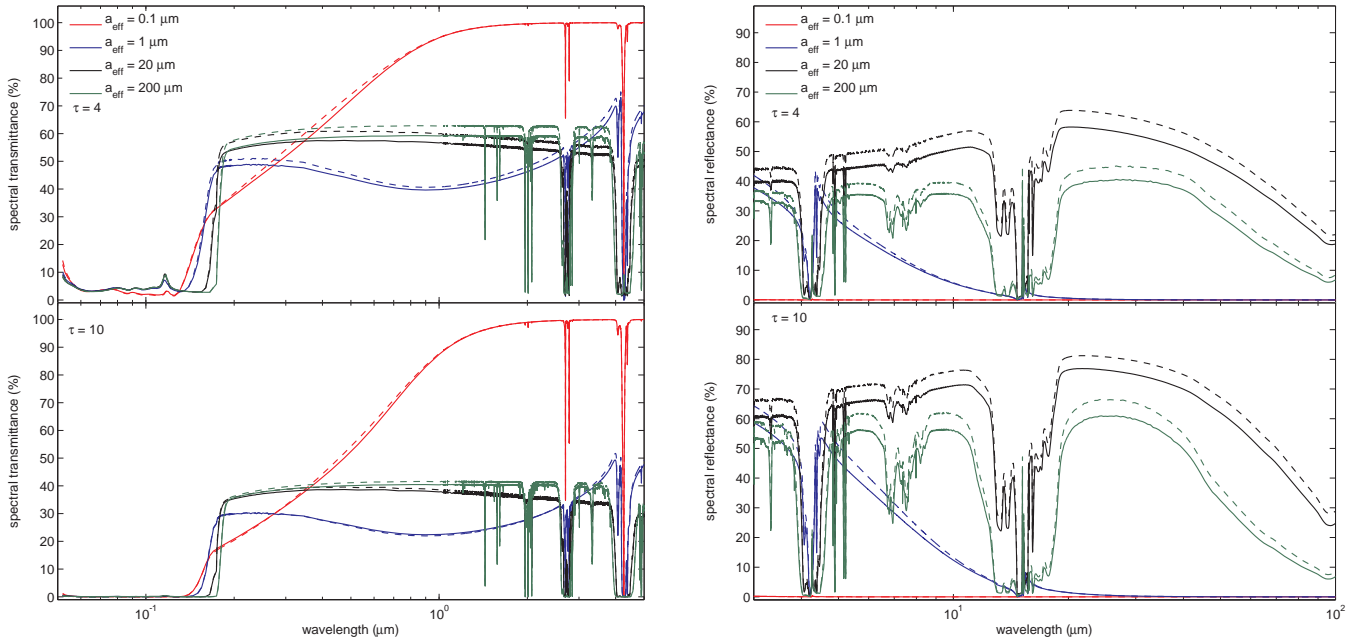 a_eff = 0.1 μm
a_eff = 1 μm
a_eff = 20 μm
a_eff = 200 μm
τ = 4
spectral transmittance (%)
100
90
80
70
60
50
40
30
20
10
0
τ = 10
spectral transmittance (%)
100
90
80
70
60
50
40
30
20
10
0
10^-1
10^0
wavelength (μm)
a_eff = 0.1 μm
a_eff = 1 μm
a_eff = 20 μm
a_eff = 200 μm
τ = 4
spectral reflectance (%)
100
90
80
70
60
50
40
30
20
10
0
τ = 10
spectral reflectance (%)
90
80
70
60
50
40
30
20
10
0
10^1
10^2
wavelength (μm)